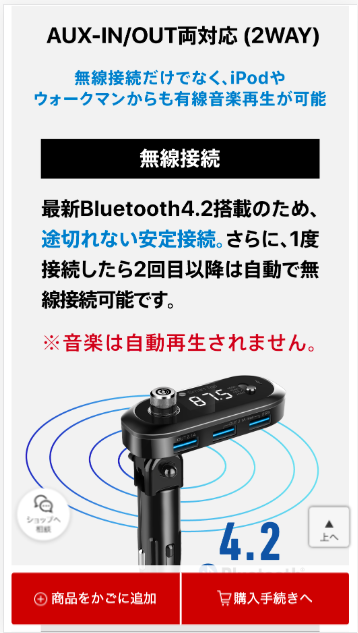 AUX-IN/OUT両対応 (2WAY)
無線接続だけでなく、iPodや
ウォークマンからも有線音楽再生が可能
無線接続
最新Bluetooth4.2搭載のため、
途切れない安定接続。さらに、1度
接続したら2回目以降は自動で無
線接続可能です。
※音楽は自動再生されません。
87.5
4.2
Bluetooth
ショップへ
相談
▲
上へ
商品をかごに追加
購入手続きへ